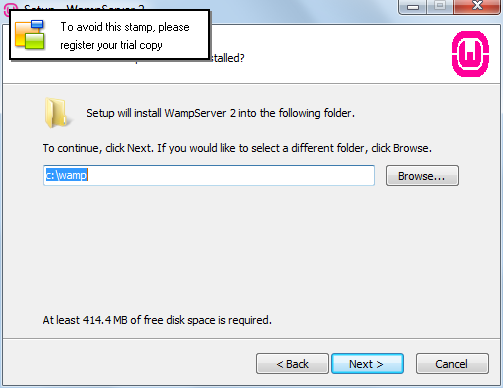 Setup - WampServer 2
To avoid this stamp, please
register your trial copy
stalled?
Setup will install WampServer 2 into the following folder.
To continue, click Next. If you would like to select a different folder, click Browse.
c:\wamp
Browse...
At least 414.4 MB of free disk space is required.
< Back
Next >
Cancel